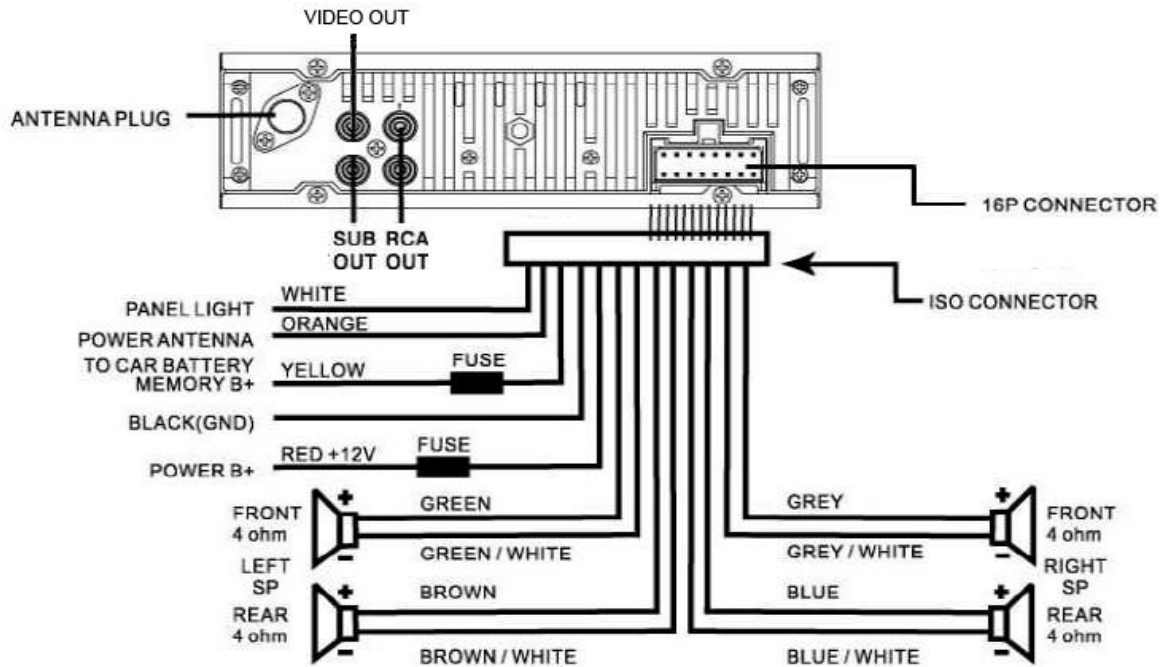 VIDEO OUT
ANTENNA PLUG
16P CONNECTOR
SUB RCA
OUT OUT
ISO CONNECTOR
PANEL LIGHT WHITE
POWER ANTENNA ORANGE
TO CAR BATTERY
MEMORY B+ YELLOW FUSE
BLACK(GND)
POWER B+ RED +12V FUSE
FRONT
4 ohm
+
-
GREEN
GREEN / WHITE
LEFT
SP
REAR
4 ohm
+
-
BROWN
BROWN / WHITE
GREY
GREY / WHITE
+
-
FRONT
4 ohm
RIGHT
SP
BLUE
BLUE / WHITE
+
-
REAR
4 ohm